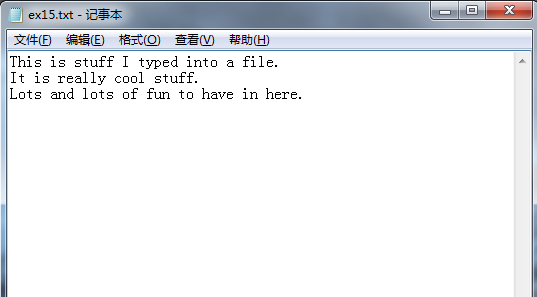 ex15.txt - 记事本
文件(F) 编辑(E) 格式(O) 查看(V) 帮助(H)
This is stuff I typed into a file.
It is really cool stuff.
Lots and lots of fun to have in here.